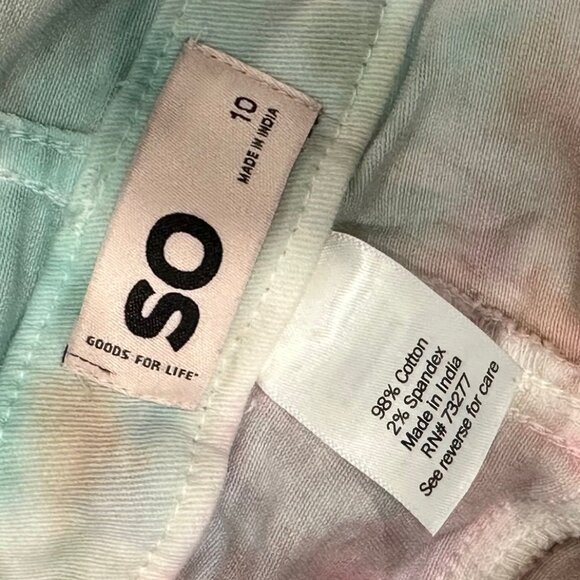 10
MADE IN INDIA
SO
GOODS FOR LIFE™
98% Cotton
2% Spandex
Made in India
RN# 73277
See reverse for care